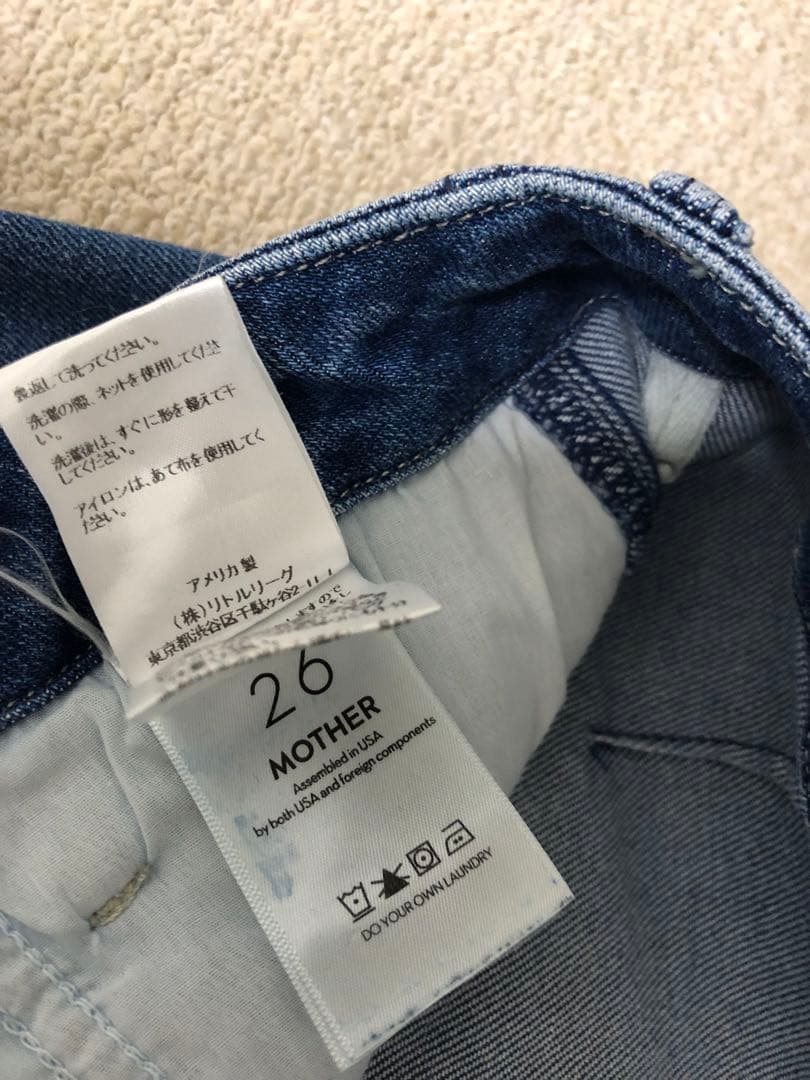 裏返して洗ってください。
洗濯の際、ネットを使用してくださ
い。
洗濯後は、すぐに形を整えて干
してください。
アイロンは、あて布を使用してく
ださい。
アメリカ製
(株)リトルリーグ
東京都渋谷区千駄ヶ谷2-11-1
26
MOTHER
Assembled in USA
by both USA and foreign components
DO YOUR OWN LAUNDRY